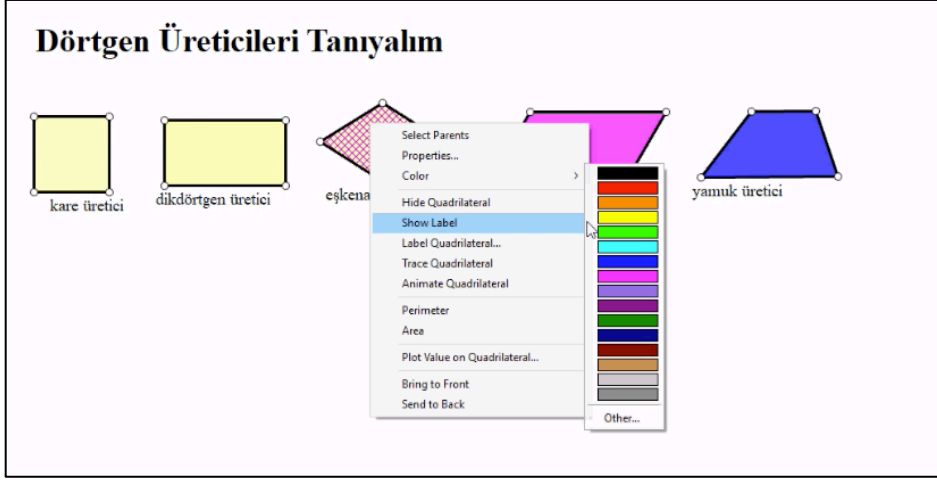 Dörtgen Üreticileri Tanıyalım
kare üretici
dikdörtgen üretici
eşkena
yamuk üretici
Select Parents
Properties...
Color >
Hide Quadrilateral
Show Label
Label Quadrilateral...
Trace Quadrilateral
Animate Quadrilateral
Perimeter
Area
Plot Value on Quadrilateral...
Bring to Front
Send to Back
Other...